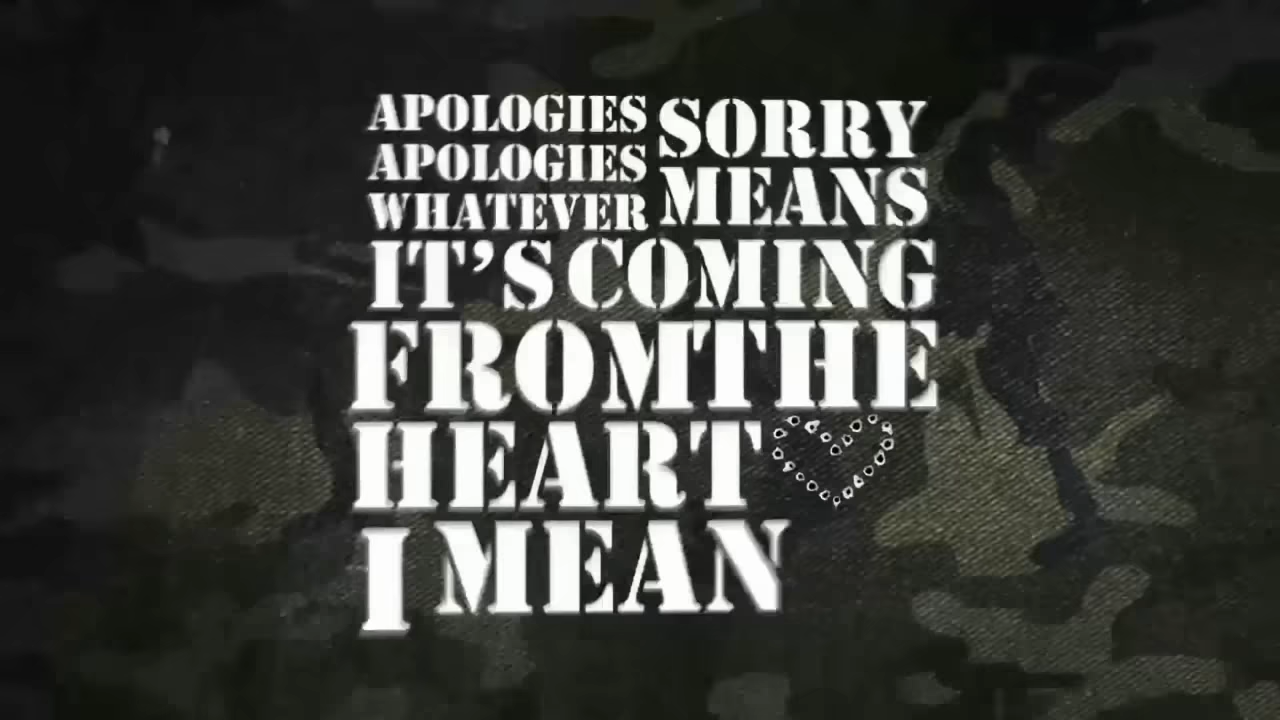 APOLOGIES
APOLOGIES
WHATEVER
SORRY
MEANS
IT'S COMING
FROM THE
HEART
I MEAN